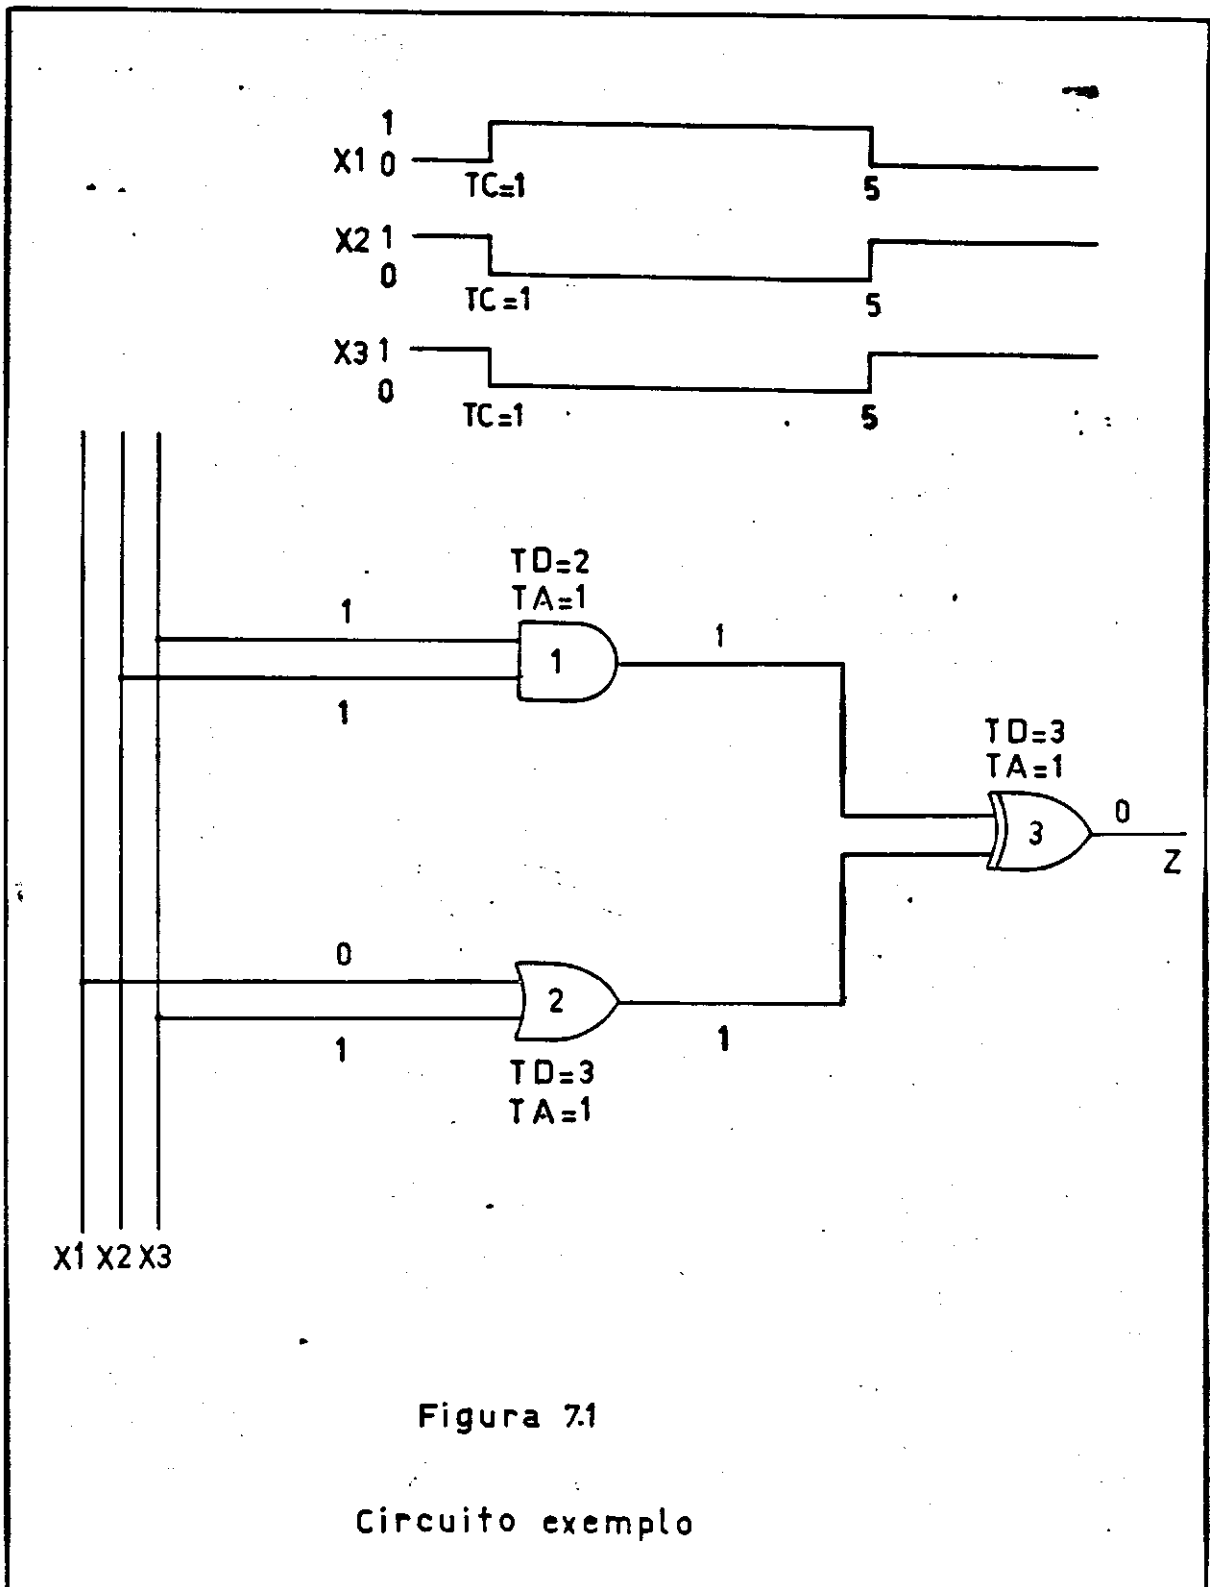 1
X1 0
TC=1 5
X2 1
0
TC=1 5
X3 1
0
TC=1 5
TD=2
TA=1
1
1
1
1
TD=3
TA=1
3
0
Z
0
2
1
1
TD=3
TA=1
X1 X2 X3
Figura 7.1
Circuito exemplo